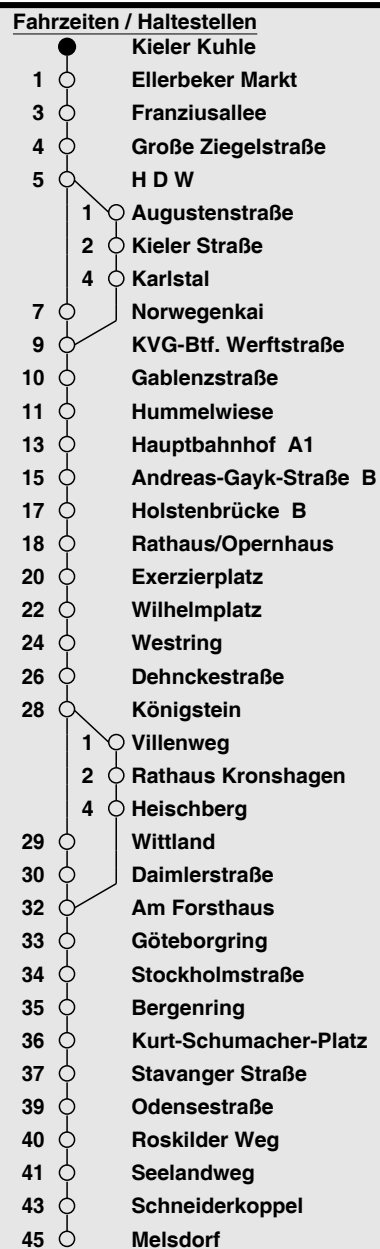 Fahrzeiten / Haltestellen
Kieler Kuhle
1 Ellerbeker Markt
3 Franziusallee
4 Große Ziegelstraße
5 H D W
1 Augustenstraße
2 Kieler Straße
4 Karlstal
7 Norwegenkai
9 KVG-Btf. Werftstraße
10 Gablenzstraße
11 Hummelwiese
13 Hauptbahnhof A1
15 Andreas-Gayk-Straße B
17 Holstenbrücke B
18 Rathaus/Opernhaus
20 Exerzierplatz
22 Wilhelmplatz
24 Westring
26 Dehnckestraße
28 Königstein
1 Villenweg
2 Rathaus Kronshagen
4 Heischberg
29 Wittland
30 Daimlerstraße
32 Am Forsthaus
33 Göteborgring
34 Stockholmstraße
35 Bergenring
36 Kurt-Schumacher-Platz
37 Stavanger Straße
39 Odensestraße
40 Roskilder Weg
41 Seelandweg
43 Schneiderkoppel
45 Melsdorf